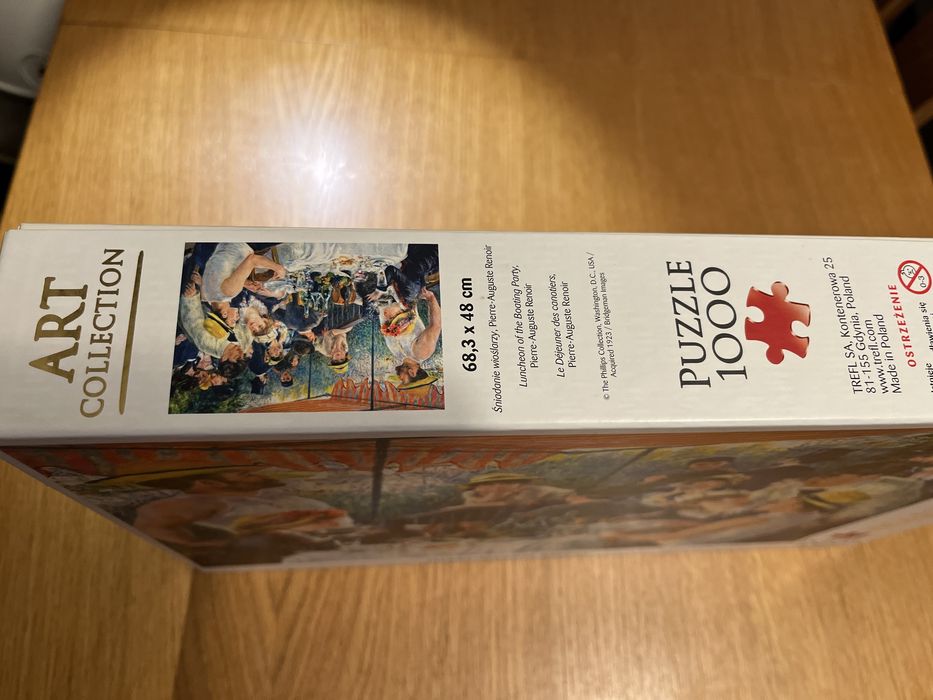 ART
COLLECTION
68,3 x 48 cm
Śniadanie wioślarzy, Pierre-Auguste Renoir
Luncheon of the Boating Party,
Pierre-Auguste Renoir
Le Déjeuner des canotiers,
Pierre-Auguste Renoir
© The Phillips Collection, Washington, D.C., USA /
Acquired 1923 / Bridgeman Images
PUZZLE
1000
TREFL SA, Kontenerowa 25
81-155 Gdynia, Poland
www.trefl.com
Made in Poland
0-3
OSTRZEŻENIE